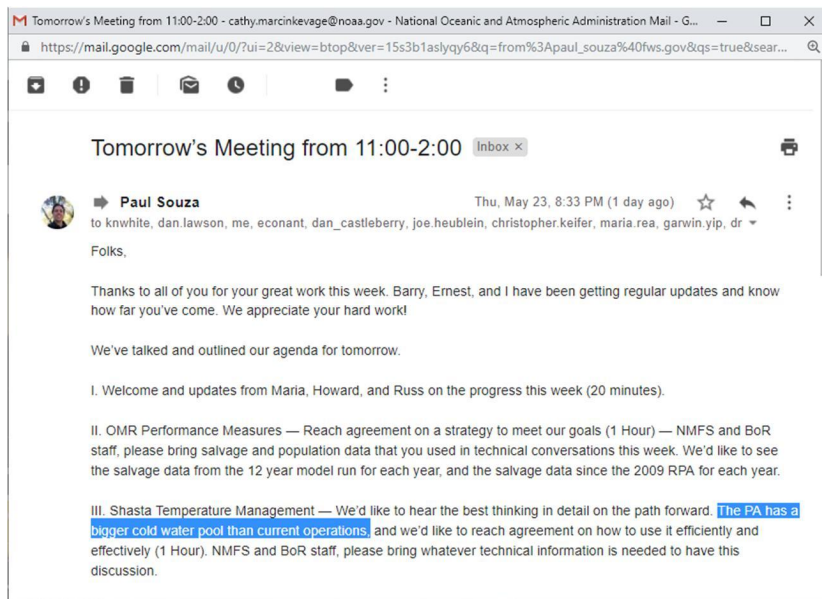 Tomorrow's Meeting from 11:00-2:00 - cathy.marcinkevage@noaa.gov - National Oceanic and Atmospheric Administration Mail - G...
https://mail.google.com/mail/u/0/?ui=2&view=btop&ver=15s3b1aslyqy6&q=from%3Apaul_souza%40fws.gov&qs=true&sear...
Tomorrow's Meeting from 11:00-2:00 Inbox ×
Paul Souza Thu, May 23, 8:33 PM (1 day ago)
to knwhite, dan.lawson, me, econant, dan_castleberry, joe.heublein, christopher.keifer, maria.rea, garwin.yip, dr
Folks,
Thanks to all of you for your great work this week. Barry, Ernest, and I have been getting regular updates and know
how far you've come. We appreciate your hard work!
We've talked and outlined our agenda for tomorrow.
I. Welcome and updates from Maria, Howard, and Russ on the progress this week (20 minutes).
II. OMR Performance Measures — Reach agreement on a strategy to meet our goals (1 Hour) — NMFS and BoR
staff, please bring salvage and population data that you used in technical conversations this week. We'd like to see
the salvage data from the 12 year model run for each year, and the salvage data since the 2009 RPA for each year.
III. Shasta Temperature Management — We'd like to hear the best thinking in detail on the path forward. The PA has a
bigger cold water pool than current operations, and we'd like to reach agreement on how to use it efficiently and
effectively (1 Hour). NMFS and BoR staff, please bring whatever technical information is needed to have this
discussion.